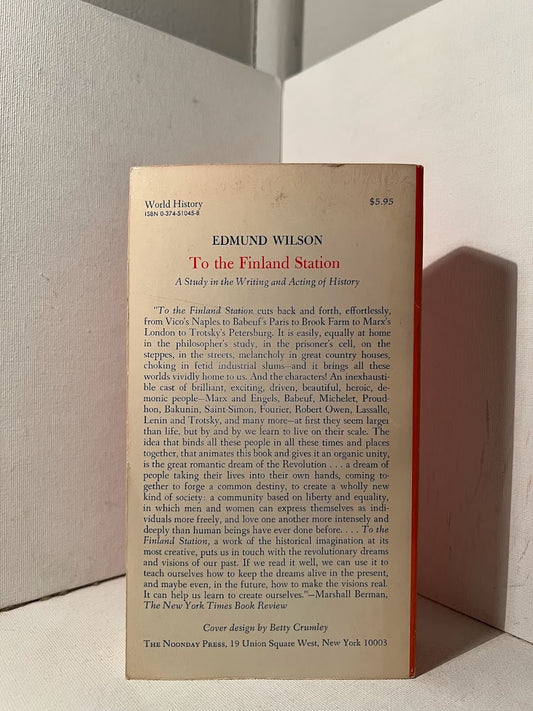 World History $5.95
ISBN 0-374-51045-8
EDMUND WILSON
To the Finland Station
A Study in the Writing and Acting of History
"To the Finland Station cuts back and forth, effortlessly,
from Vico's Naples to Babeuf's Paris to Brook Farm to Marx's
London to Trotsky's Petersburg. It is easily, equally at home
in the philosopher's study, in the prisoner's cell, on the
steppes, in the streets, melancholy in great country houses,
choking in fetid industrial slums—and it brings all these
worlds vividly home to us. And the characters! An inexhausti-
ble cast of brilliant, exciting, driven, beautiful, heroic, de-
monic people—Marx and Engels, Babeuf, Michelet, Proud-
hon, Bakunin, Saint-Simon, Fourier, Robert Owen, Lassalle,
Lenin and Trotsky, and many more—at first they seem larger
than life, but by and by we learn to live on their scale. The
idea that binds all these people in all these times and places
together, that animates this book and gives it an organic unity,
is the great romantic dream of the Revolution . . . a dream of
people taking their lives into their own hands, coming to-
gether to forge a common destiny, to create a wholly new
kind of society: a community based on liberty and equality,
in which men and women can express themselves as indi-
viduals more freely, and love one another more intensely and
deeply than human beings have ever done before. . . . To the
Finland Station, a work of the historical imagination at its
most creative, puts us in touch with the revolutionary dreams
and visions of our past. If we read it well, we can use it to
teach ourselves how to keep the dreams alive in the present,
and maybe even, in the future, how to make the visions real.
It can help us learn to create ourselves."—Marshall Berman,
The New York Times Book Review
Cover design by Betty Crumley
THE NOONDAY PRESS, 19 Union Square West, New York 10003